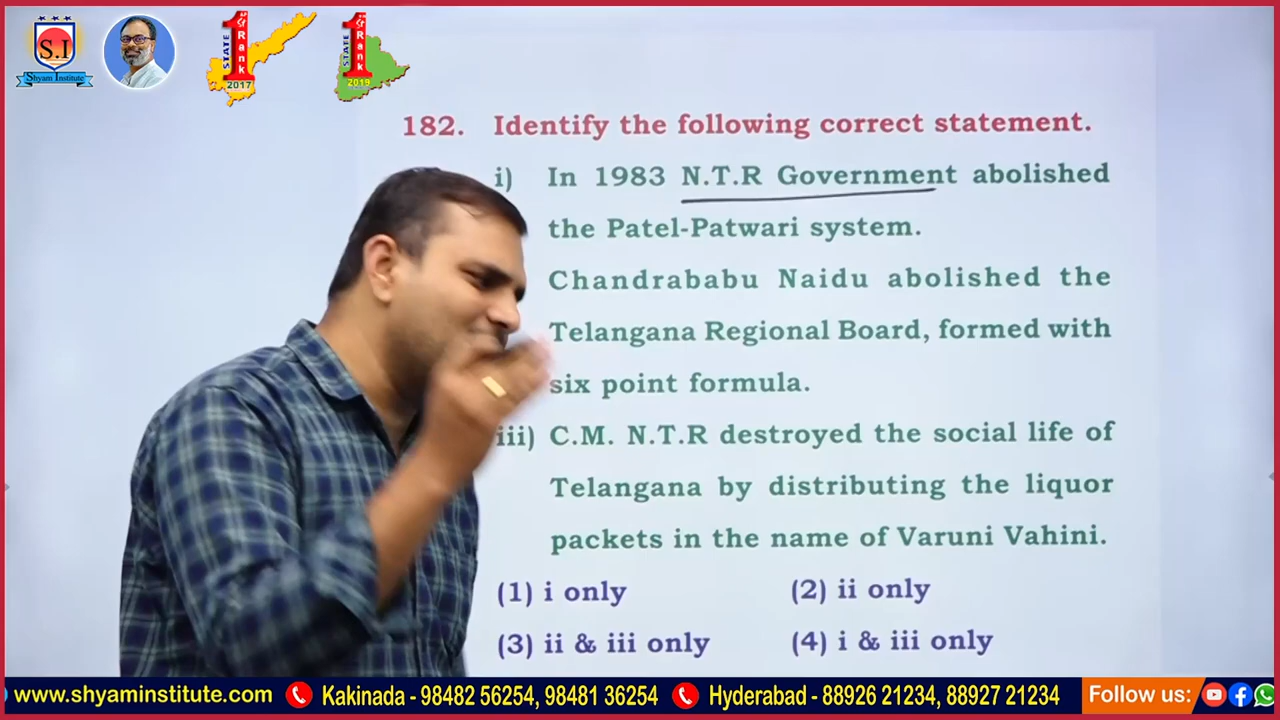 S.I
Shyam Institute
STATE
1
Rank
2017
STATE
1
Rank
2019
182. Identify the following correct statement.
i) In 1983 N.T.R Government abolished
the Patel-Patwari system.
Chandrababu Naidu abolished the
Telangana Regional Board, formed with
six point formula.
iii) C.M. N.T.R destroyed the social life of
Telangana by distributing the liquor
packets in the name of Varuni Vahini.
(1) i only (2) ii only
(3) ii & iii only (4) i & iii only
www.shyaminstitute.com Kakinada - 98482 56254, 98481 36254 Hyderabad - 88926 21234, 88927 21234 Follow us: